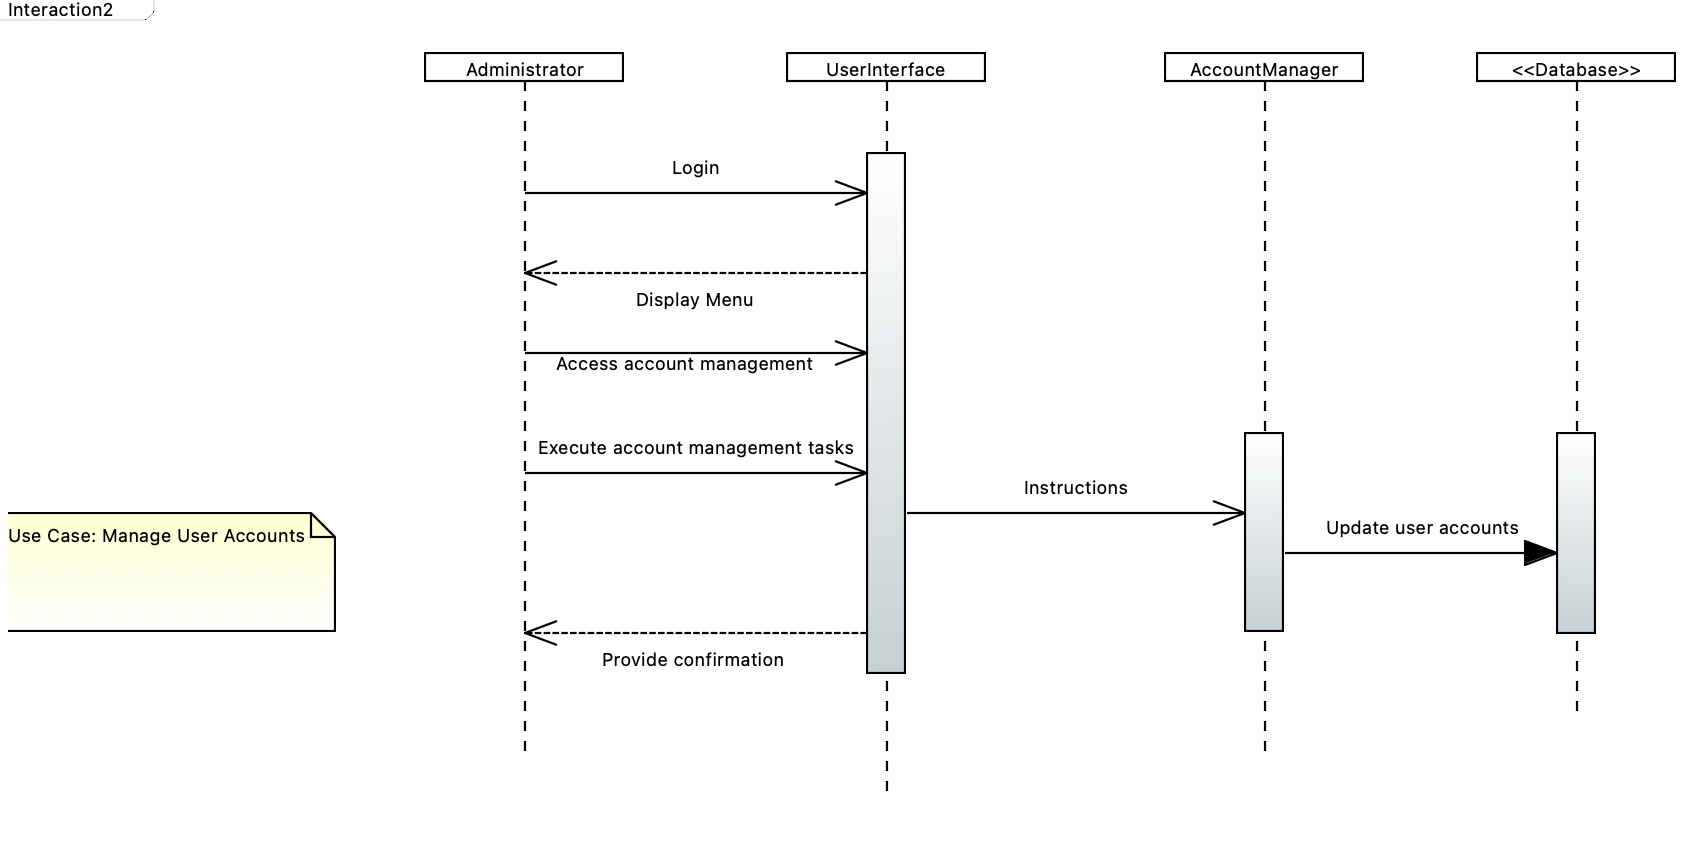 Interaction2
Administrator
UserInterface
AccountManager
<<Database>>
Login
Display Menu
Access account management
Execute account management tasks
Instructions
Update user accounts
Use Case: Manage User Accounts
Provide confirmation